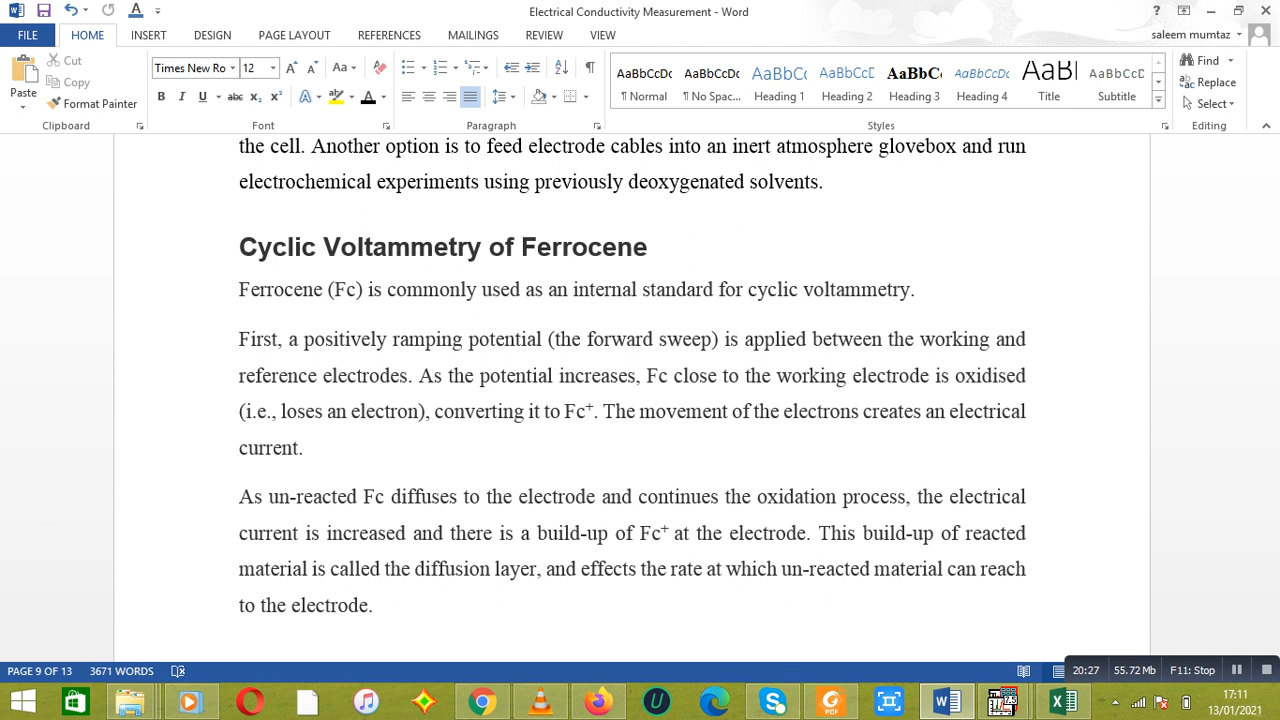 Electrical Conductivity Measurement - Word
FILE HOME INSERT DESIGN PAGE LAYOUT REFERENCES MAILINGS REVIEW VIEW saleem mumtaz
Paste
Cut
Copy
Format Painter
Clipboard
Times New Ro 12
Font
Paragraph
AaBbCcDc AaBbCcDc AaBbCc AaBbCcD AaBbC AaBbCcDc AaBl AaBbCcDc
¶ Normal ¶ No Spac... Heading 1 Heading 2 Heading 3 Heading 4 Title Subtitle
Styles
Find
Replace
Select
Editing
the cell. Another option is to feed electrode cables into an inert atmosphere glovebox and run
electrochemical experiments using previously deoxygenated solvents.
Cyclic Voltammetry of Ferrocene
Ferrocene (Fc) is commonly used as an internal standard for cyclic voltammetry.
First, a positively ramping potential (the forward sweep) is applied between the working and
reference electrodes. As the potential increases, Fc close to the working electrode is oxidised
(i.e., loses an electron), converting it to Fc⁺. The movement of the electrons creates an electrical
current.
As un-reacted Fc diffuses to the electrode and continues the oxidation process, the electrical
current is increased and there is a build-up of Fc⁺ at the electrode. This build-up of reacted
material is called the diffusion layer, and effects the rate at which un-reacted material can reach
to the electrode.
PAGE 9 OF 13 3671 WORDS
20:27 55.72 Mb F11: Stop
17:11
13/01/2021